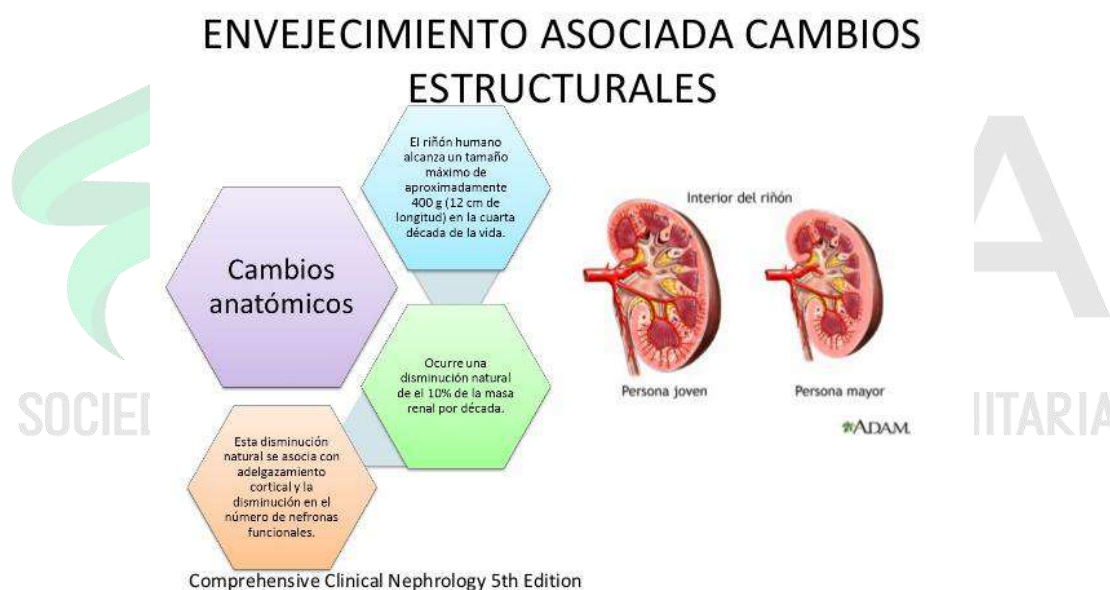 ENVEJECIMIENTO ASOCIADA CAMBIOS
ESTRUCTURALES
El riñón humano
alcanza un tamaño
máximo de
aproximadamente
400 g (12 cm de
longitud) en la cuarta
década de la vida.
Cambios
anatómicos
Ocurre una
disminución natural
de el 10% de la masa
renal por década.
Esta disminución
natural se asocia con
adelgazamiento
cortical y la
disminución en el
número de nefronas
funcionales.
Interior del riñón
Persona joven
Persona mayor
ADAM
Comprehensive Clinical Nephrology 5th Edition